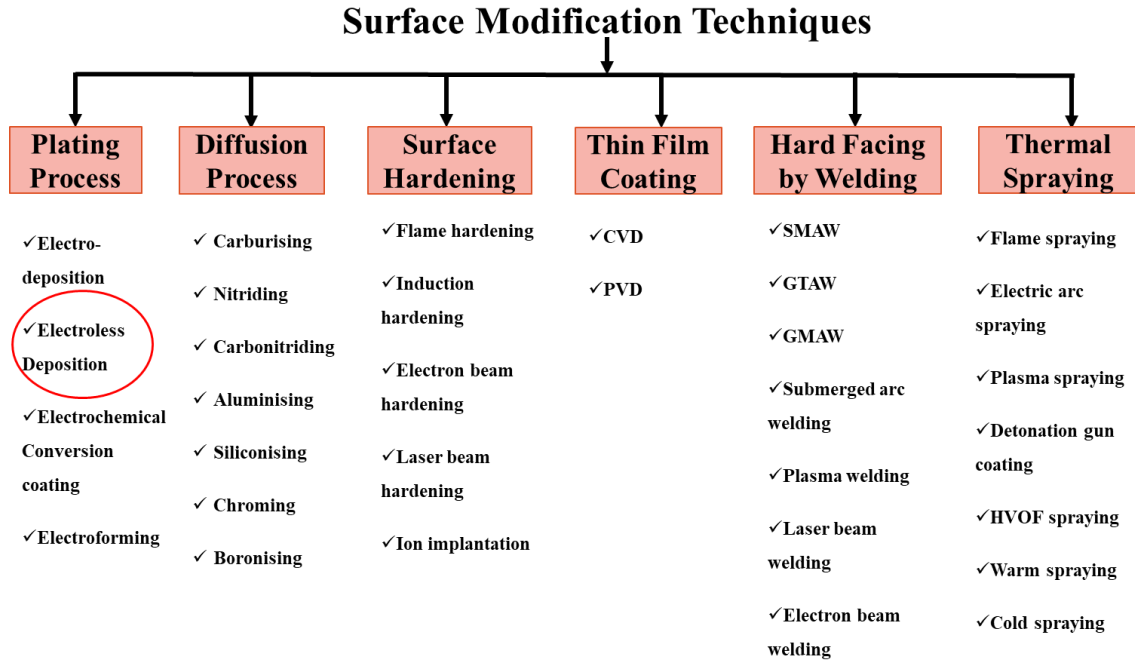 Surface Modification Techniques
Plating
Process
✓Electro-
deposition
✓Electroless
Deposition
✓Electrochemical
Conversion
coating
✓Electroforming
Diffusion
Process
✓ Carburising
✓ Nitriding
✓ Carbonitriding
✓ Aluminising
✓ Siliconising
✓ Chroming
✓ Boronising
Surface
Hardening
✓Flame hardening
✓Induction
hardening
✓Electron beam
hardening
✓Laser beam
hardening
✓Ion implantation
Thin Film
Coating
✓CVD
✓PVD
Hard Facing
by Welding
✓SMAW
✓GTAW
✓GMAW
✓Submerged arc
welding
✓Plasma welding
✓Laser beam
welding
✓Electron beam
welding
Thermal
Spraying
✓Flame spraying
✓Electric arc
spraying
✓Plasma spraying
✓Detonation gun
coating
✓HVOF spraying
✓Warm spraying
✓Cold spraying